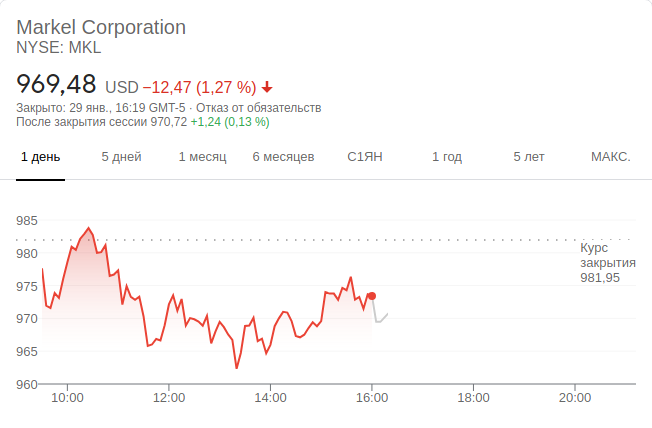 Markel Corporation
NYSE: MKL
969,48 USD −12,47 (1,27 %)
Закрыто: 29 янв., 16:19 GMT-5 · Отказ от обязательств
После закрытия сессии 970,72 +1,24 (0,13 %)
1 день 5 дней 1 месяц 6 месяцев С1ЯН 1 год 5 лет МАКС.
985
980
975
970
965
960
Курс
закрытия
981,95
10:00 12:00 14:00 16:00 18:00 20:00